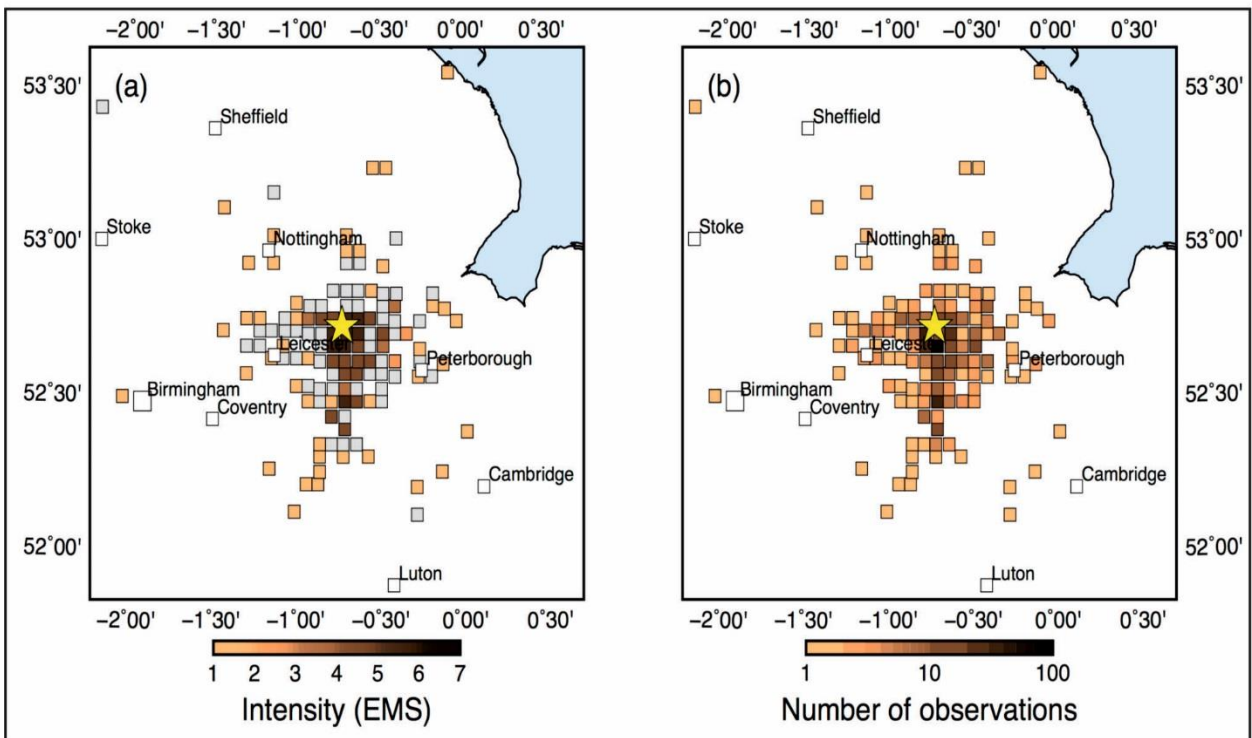 −2˚00' −1˚30' −1˚00' −0˚30' 0˚00' 0˚30' −2˚00' −1˚30' −1˚00' −0˚30' 0˚00' 0˚30'
(a) (b)
53˚30' 53˚30'
Sheffield Sheffield
Stoke Stoke
53˚00' 53˚00'
Nottingham Nottingham
Leicester Leicester
Peterborough Peterborough
52˚30' 52˚30'
Birmingham Birmingham
Coventry Coventry
Cambridge Cambridge
52˚00' 52˚00'
Luton Luton
−2˚00' −1˚30' −1˚00' −0˚30' 0˚00' 0˚30' −2˚00' −1˚30' −1˚00' −0˚30' 0˚00' 0˚30'
1 2 3 4 5 6 7 1 10 100
Intensity (EMS) Number of observations